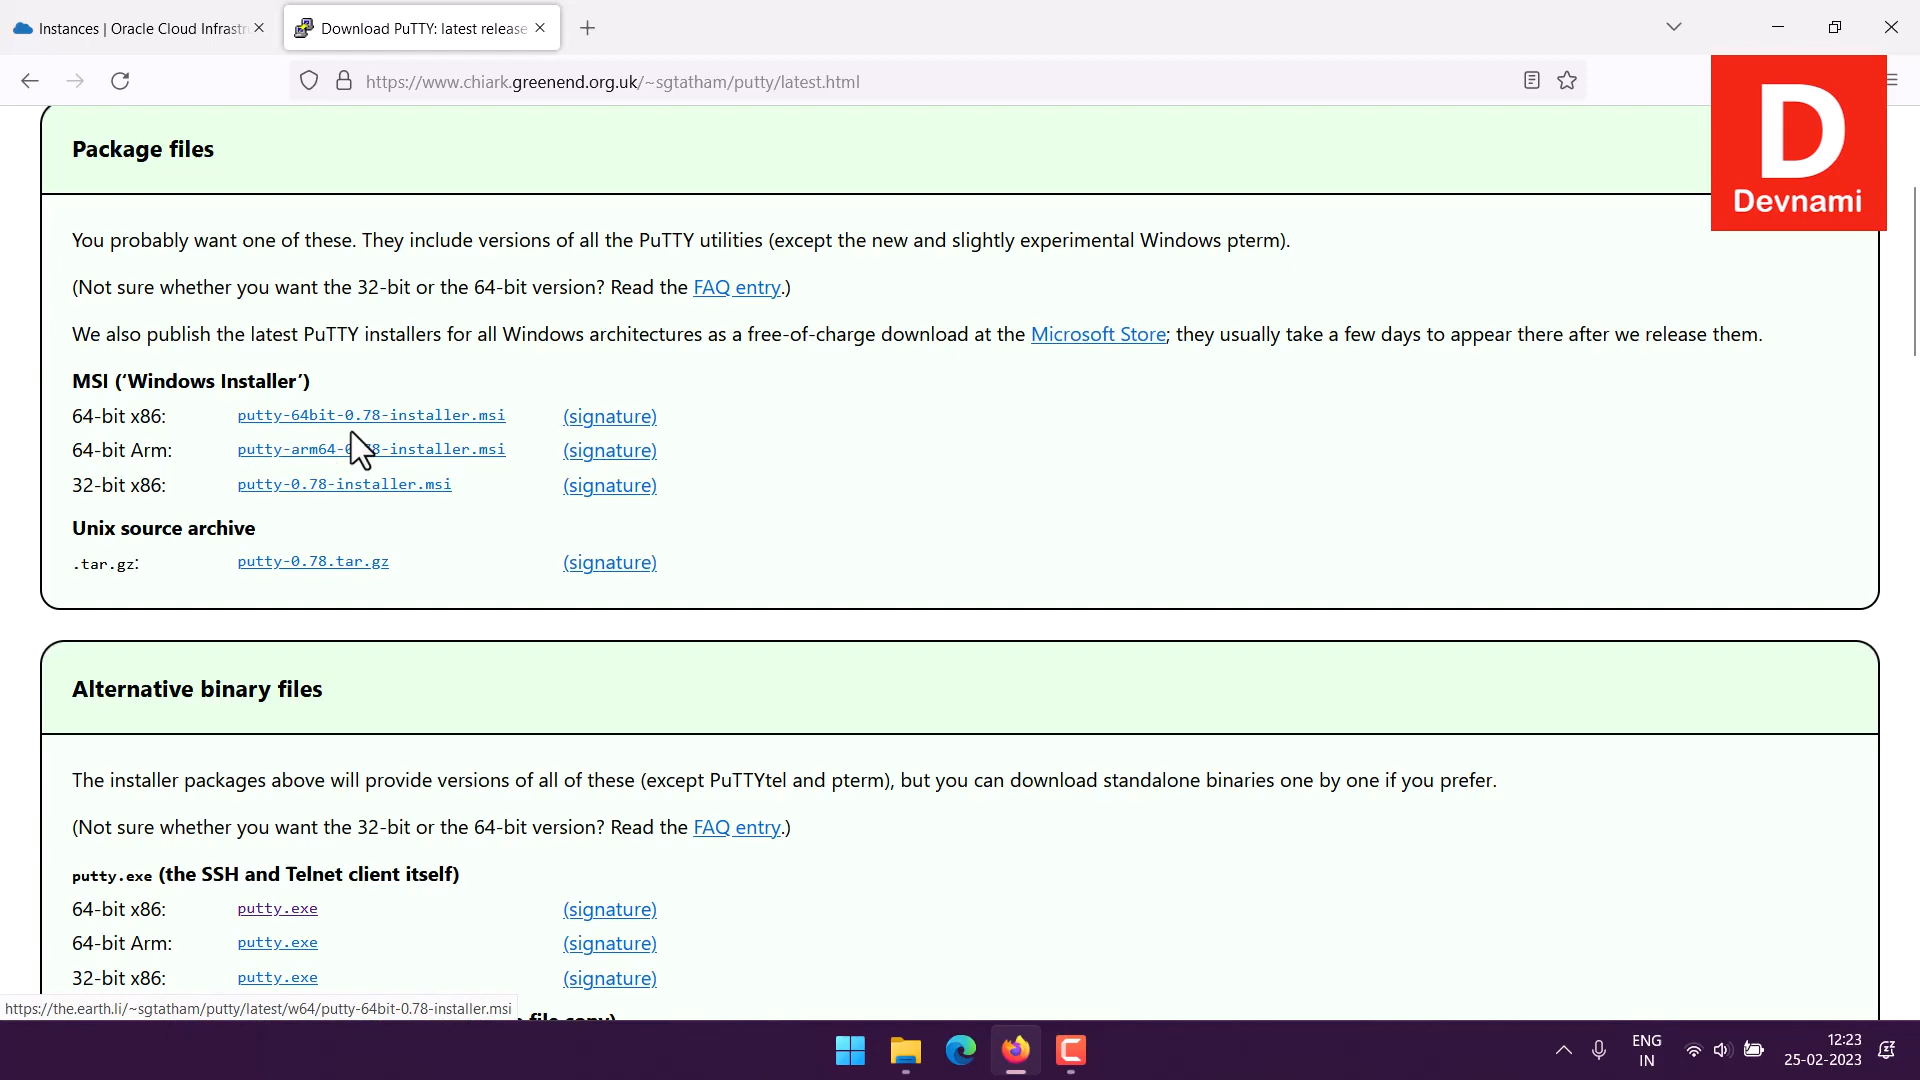 Instances | Oracle Cloud Infrastr
Download PuTTY: latest release
https://www.chiark.greenend.org.uk/~sgtatham/putty/latest.html
D
Devnami
Package files
You probably want one of these. They include versions of all the PuTTY utilities (except the new and slightly experimental Windows pterm).
(Not sure whether you want the 32-bit or the 64-bit version? Read the FAQ entry.)
We also publish the latest PuTTY installers for all Windows architectures as a free-of-charge download at the Microsoft Store; they usually take a few days to appear there after we release them.
MSI (‘Windows Installer’)
64-bit x86: putty-64bit-0.78-installer.msi (signature)
64-bit Arm: putty-arm64-0.78-installer.msi (signature)
32-bit x86: putty-0.78-installer.msi (signature)
Unix source archive
.tar.gz: putty-0.78.tar.gz (signature)
Alternative binary files
The installer packages above will provide versions of all of these (except PuTTYtel and pterm), but you can download standalone binaries one by one if you prefer.
(Not sure whether you want the 32-bit or the 64-bit version? Read the FAQ entry.)
putty.exe (the SSH and Telnet client itself)
64-bit x86: putty.exe (signature)
64-bit Arm: putty.exe (signature)
32-bit x86: putty.exe (signature)
https://the.earth.li/~sgtatham/putty/latest/w64/putty-64bit-0.78-installer.msi
file copy)
ENG
IN
12:23
25-02-2023